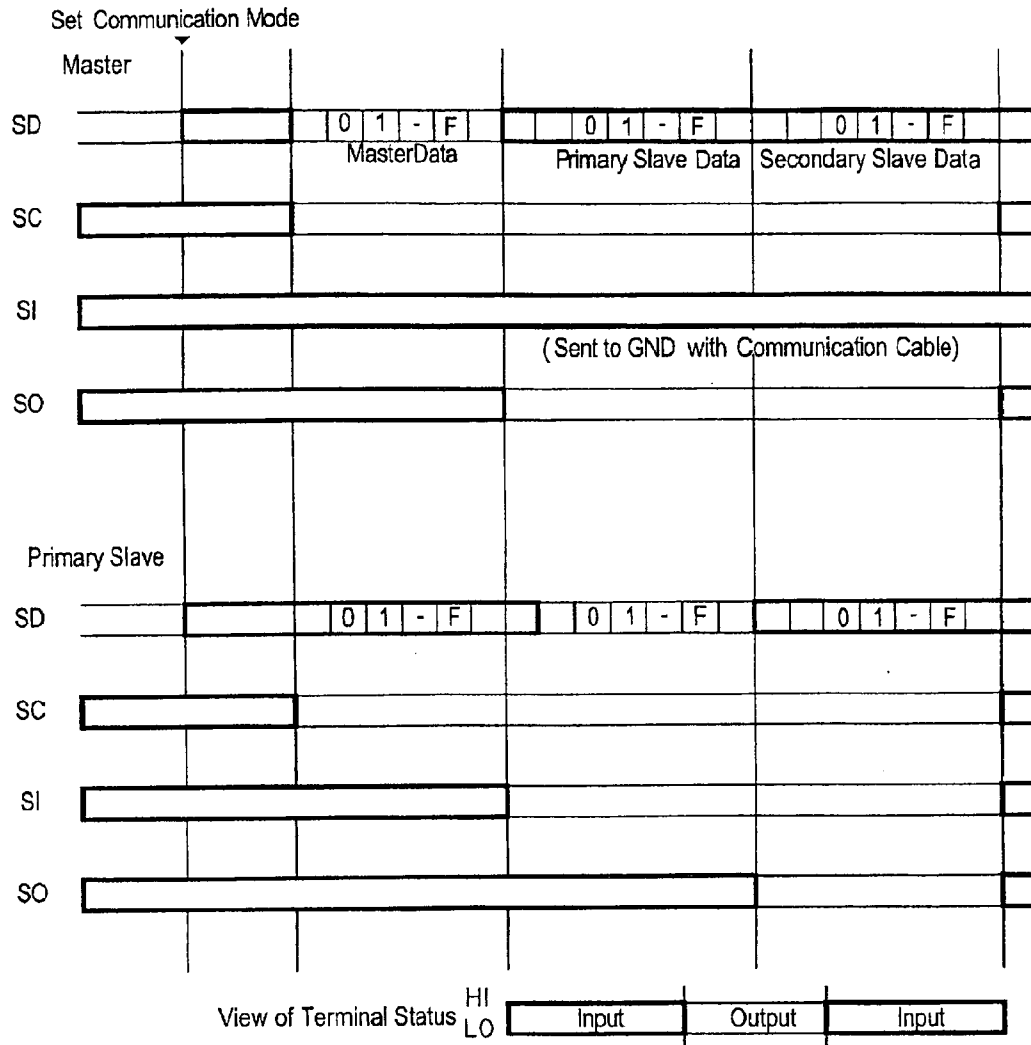 Set Communication Mode
Master
SD 0 1 - F 0 1 - F 0 1 - F
MasterData Primary Slave Data Secondary Slave Data
SC
SI
(Sent to GND with Communication Cable)
SO
Primary Slave
SD 0 1 - F 0 1 - F 0 1 - F
SC
SI
SO
View of Terminal Status HI
LO Input Output Input